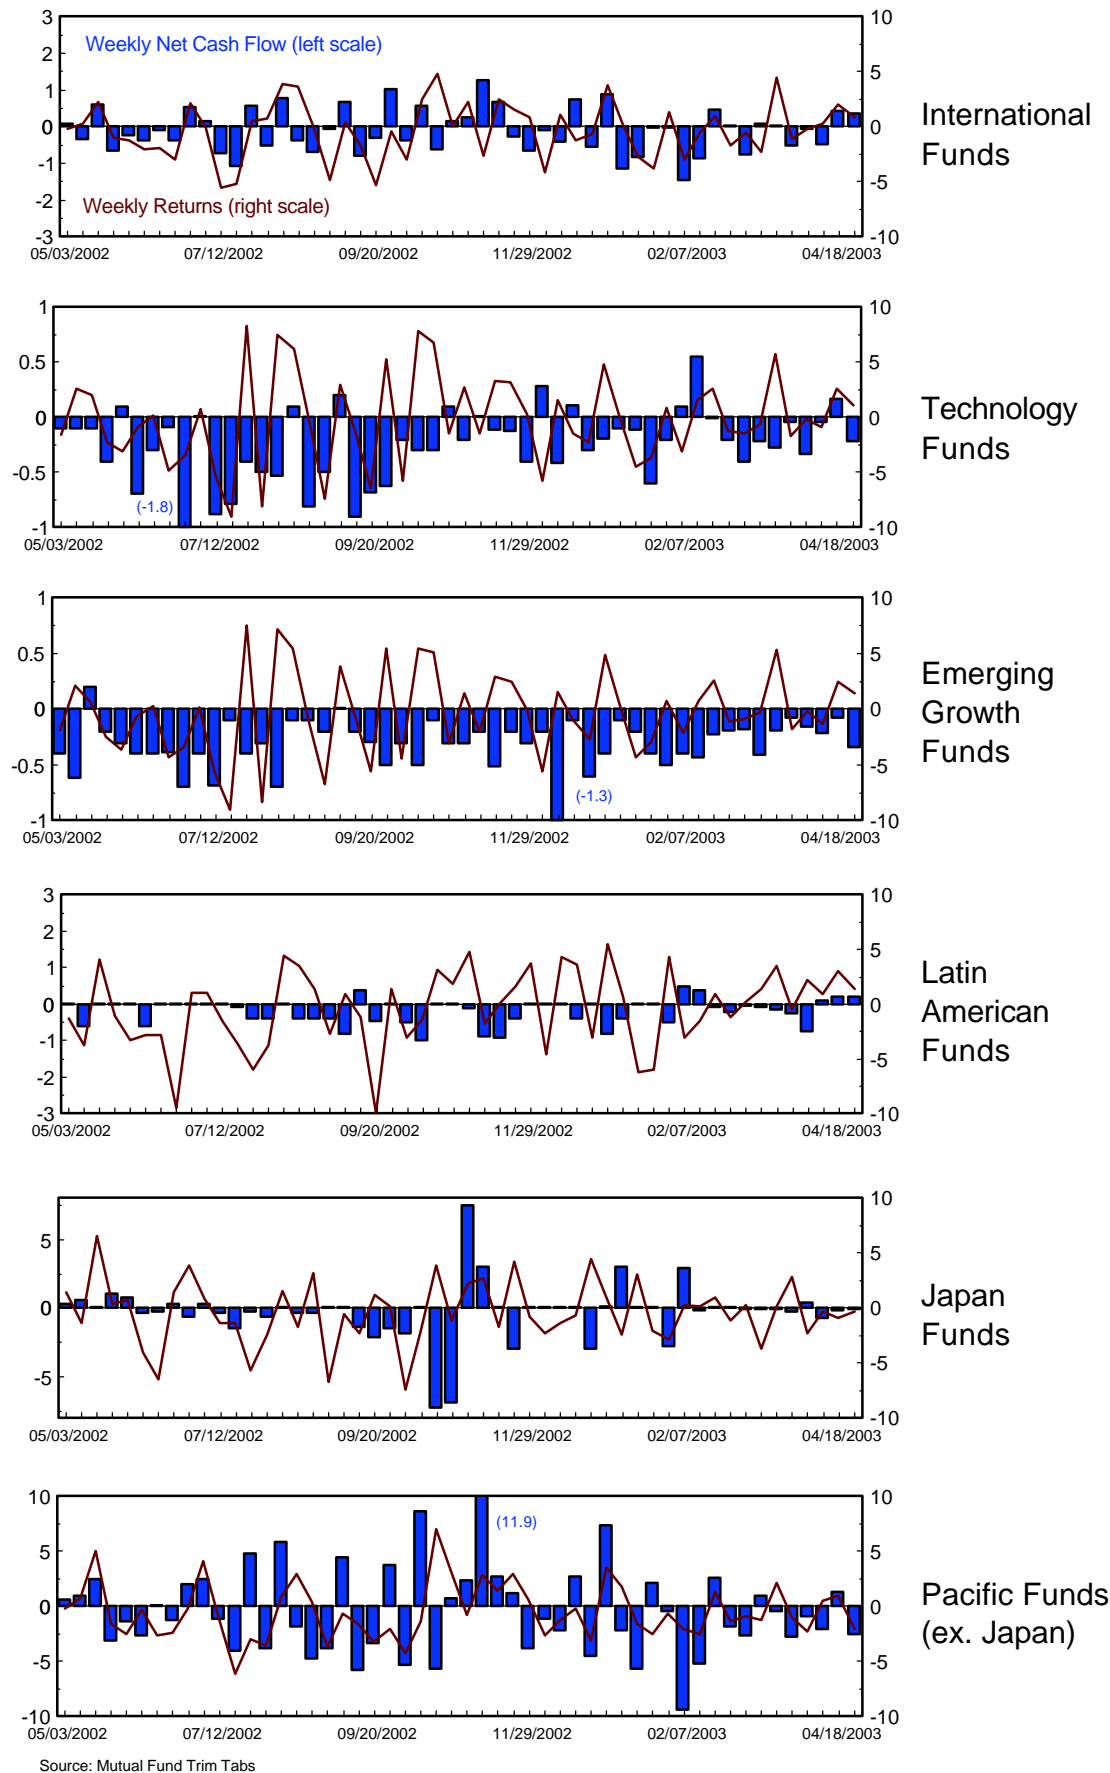 3
2
1
0
-1
-2
-3
10
5
0
-5
-10
Weekly Net Cash Flow (left scale)
Weekly Returns (right scale)
05/03/2002 07/12/2002 09/20/2002 11/29/2002 02/07/2003 04/18/2003
International
Funds
1
0.5
0
-0.5
-1
10
5
0
-5
-10
(-1.8)
05/03/2002 07/12/2002 09/20/2002 11/29/2002 02/07/2003 04/18/2003
Technology
Funds
1
0.5
0
-0.5
-1
10
5
0
-5
-10
(-1.3)
05/03/2002 07/12/2002 09/20/2002 11/29/2002 02/07/2003 04/18/2003
Emerging
Growth
Funds
3
2
1
0
-1
-2
-3
10
5
0
-5
-10
05/03/2002 07/12/2002 09/20/2002 11/29/2002 02/07/2003 04/18/2003
Latin
American
Funds
5
0
-5
10
5
0
-5
-10
05/03/2002 07/12/2002 09/20/2002 11/29/2002 02/07/2003 04/18/2003
Japan
Funds
10
5
0
-5
-10
10
5
0
-5
-10
(11.9)
05/03/2002 07/12/2002 09/20/2002 11/29/2002 02/07/2003 04/18/2003
Pacific Funds
(ex. Japan)
Source: Mutual Fund Trim Tabs